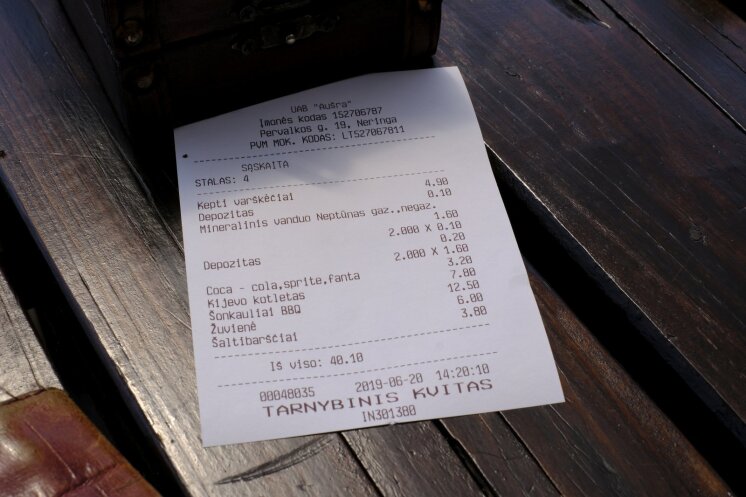 UAB "Aušra"
Įmonės kodas 152706787
Pervalkos g. 19, Neringa
PVM MOK. KODAS: LT527067811
SĄSKAITA
STALAS: 4
Kepti varškėčiai 4.90
Depozitas 0.10
Mineralinis vanduo Neptūnas gaz.,negaz.
1.60
2.000 X 0.10
Depozitas 0.20
2.000 X 1.60
Coca - cola,sprite,fanta 3.20
Kijevo kotletas 7.80
Šonkauliai BBQ 12.50
Žuvienė 6.00
Šaltibarščiai 3.80
Iš viso: 40.10
00048035 2019-06-20 14:20:10
TARNYBINIS KVITAS
IN301380